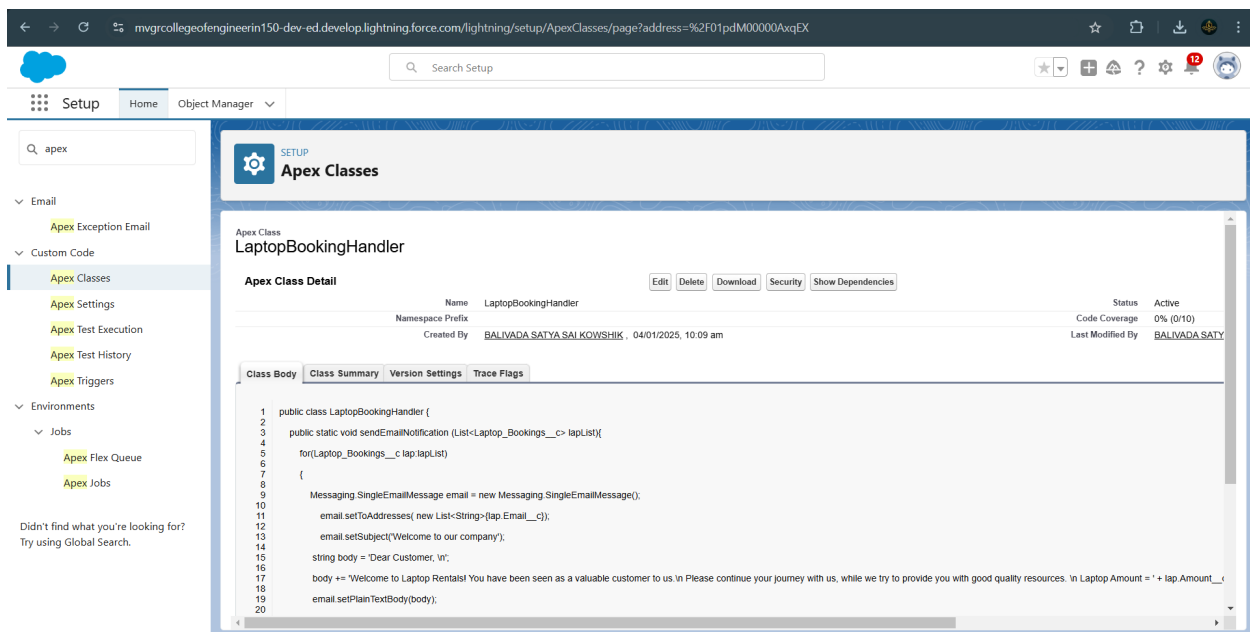 mvgrcollegeofengineerin150-dev-ed.develop.lightning.force.com/lightning/setup/ApexClasses/page?address=%2F01pdM00000AxqEX
Search Setup
12
Setup
Home
Object Manager
apex
Email
Apex Exception Email
Custom Code
Apex Classes
Apex Settings
Apex Test Execution
Apex Test History
Apex Triggers
Environments
Jobs
Apex Flex Queue
Apex Jobs
Didn't find what you're looking for?
Try using Global Search.
SETUP
Apex Classes
Apex Class
LaptopBookingHandler
Apex Class Detail
Edit Delete Download Security Show Dependencies
Name LaptopBookingHandler Status Active
Namespace Prefix Code Coverage 0% (0/10)
Created By BALIVADA SATYA SAI KOWSHIK , 04/01/2025, 10:09 am Last Modified By BALIVADA SATY
Class Body Class Summary Version Settings Trace Flags
1 public class LaptopBookingHandler {
2
3 public static void sendEmailNotification (List<Laptop_Bookings__c> lapList){
4
5 for(Laptop_Bookings__c lap:lapList)
6
7 {
8
9 Messaging.SingleEmailMessage email = new Messaging.SingleEmailMessage();
10
11 email.setToAddresses( new List<String>{lap.Email__c});
12
13 email.setSubject('Welcome to our company');
14
15 string body = 'Dear Customer, \n';
16
17 body += 'Welcome to Laptop Rentals! You have been seen as a valuable customer to us.\n Please continue your journey with us, while we try to provide you with good quality resources. \n Laptop Amount = ' + lap.Amount__c
18
19 email.setPlainTextBody(body);
20